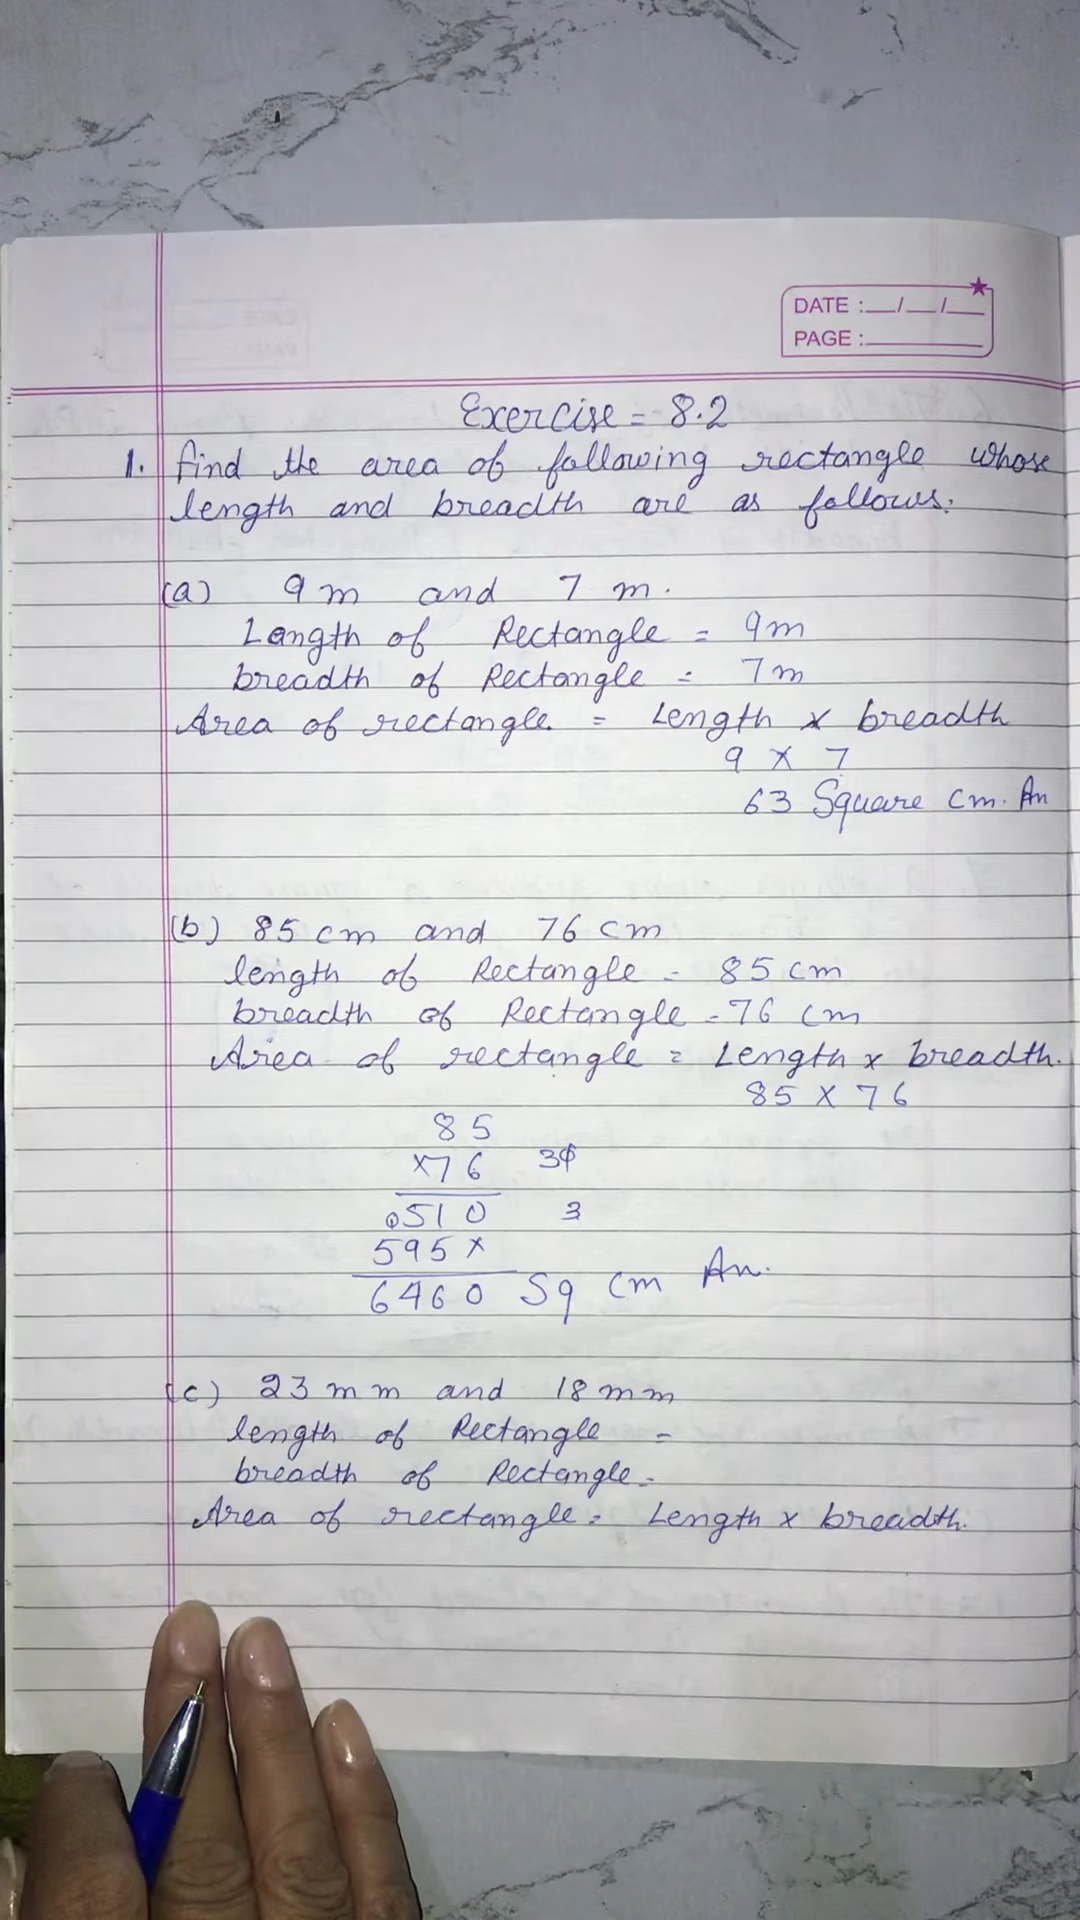 DATE :__/__/__
PAGE :________
Exercise = 8.2
1. find the area of following rectangle whose
length and breadth are as follows:
(a) 9 m and 7 m.
Length of Rectangle = 9m
breadth of Rectangle = 7m
Area of rectangle = Length x breadth
9 x 7
63 Square cm. An
(b) 85 cm and 76 cm
length of Rectangle - 85 cm
breadth of Rectangle - 76 cm
Area of rectangle = Length x breadth.
85 x 76
85
x76
0510 3
595x
6460 Sq cm An.
(c) 23 mm and 18 mm
length of Rectangle =
breadth of Rectangle -
Area of rectangle = Length x breadth.